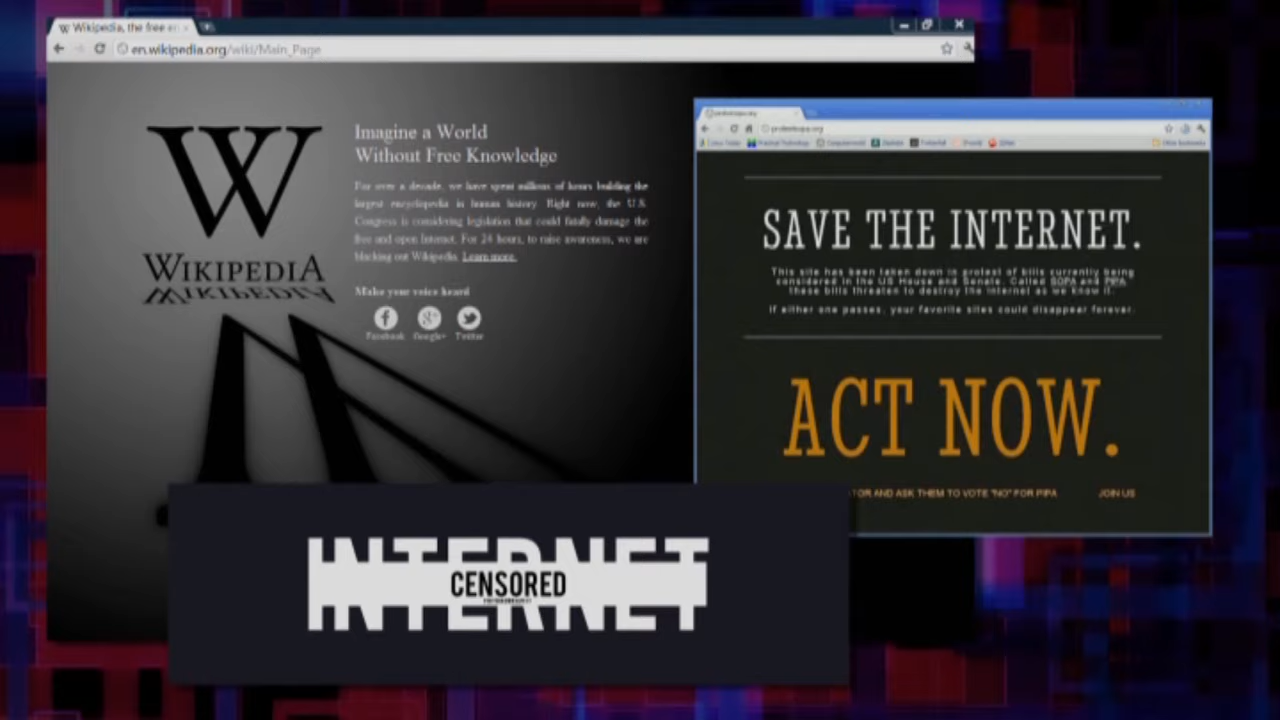 Wikipedia, the free en
en.wikipedia.org/wiki/Main_Page
WIKIPEDIA
Imagine a World
Without Free Knowledge
For over a decade, we have spent millions of hours building the
largest encyclopedia in human history. Right now, the U.S.
Congress is considering legislation that could fatally damage the
free and open Internet. For 24 hours, to raise awareness, we are
blacking out Wikipedia. Learn more.
Make your voice heard
Facebook Google+ Twitter
Other bookmarks
SAVE THE INTERNET.
This site has been taken down in protest of bills currently being
considered in the US House and Senate. Called SOPA and PIPA
these bills threaten to destroy the internet as we know it.
If either one passes, your favorite sites could disappear forever.
ACT NOW.
TOR AND ASK THEM TO VOTE "NO" FOR PIPA JOIN US
INTERNET
CENSORED